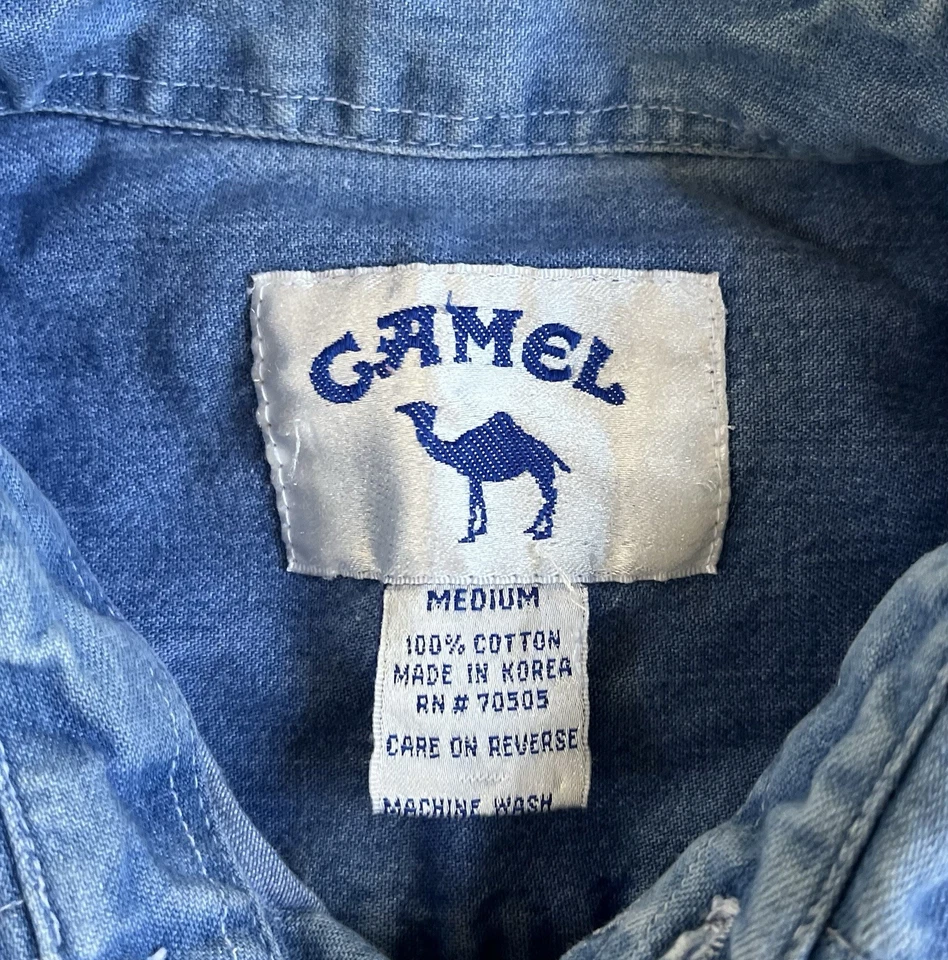 CAMEL
MEDIUM
100% COTTON
MADE IN KOREA
RN # 70505
CARE ON REVERSE
MACHINE WASH